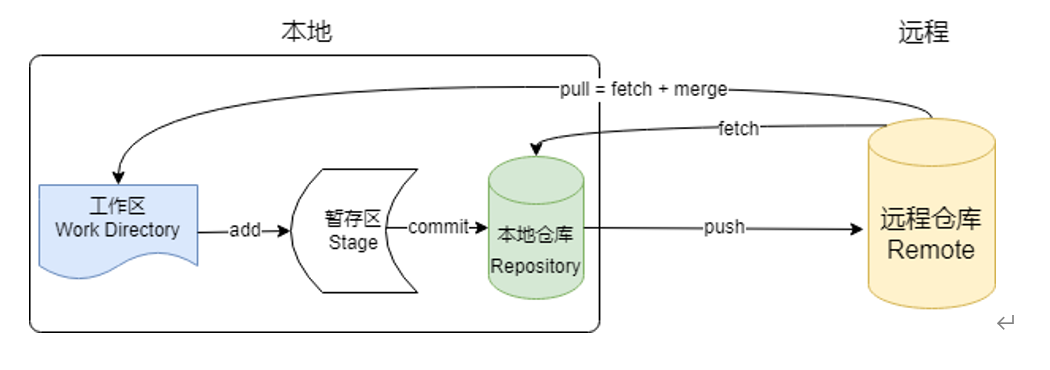 本地
远程
pull = fetch + merge
fetch
工作区
Work Directory
add
暂存区
Stage
commit
本地仓库
Repository
push
远程仓库
Remote
↵